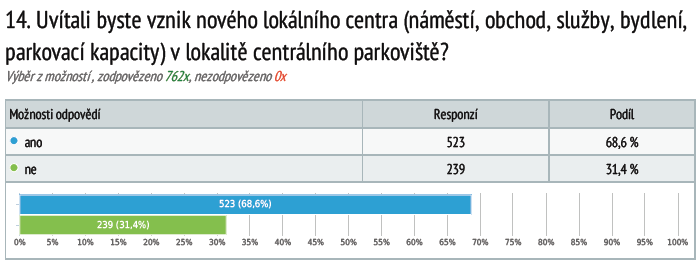 14. Uvítali byste vznik nového lokálního centra (náměstí, obchod, služby, bydlení,
parkovací kapacity) v lokalitě centrálního parkoviště?
Výběr z možností, zodpovězeno 762x, nezodpovězeno 0x
Možnosti odpovědí Responzí Podíl
ano 523 68,6 %
ne 239 31,4 %
523 (68,6%)
239 (31,4%)
0% 5% 10% 15% 20% 25% 30% 35% 40% 45% 50% 55% 60% 65% 70% 75% 80% 85% 90% 95% 100%